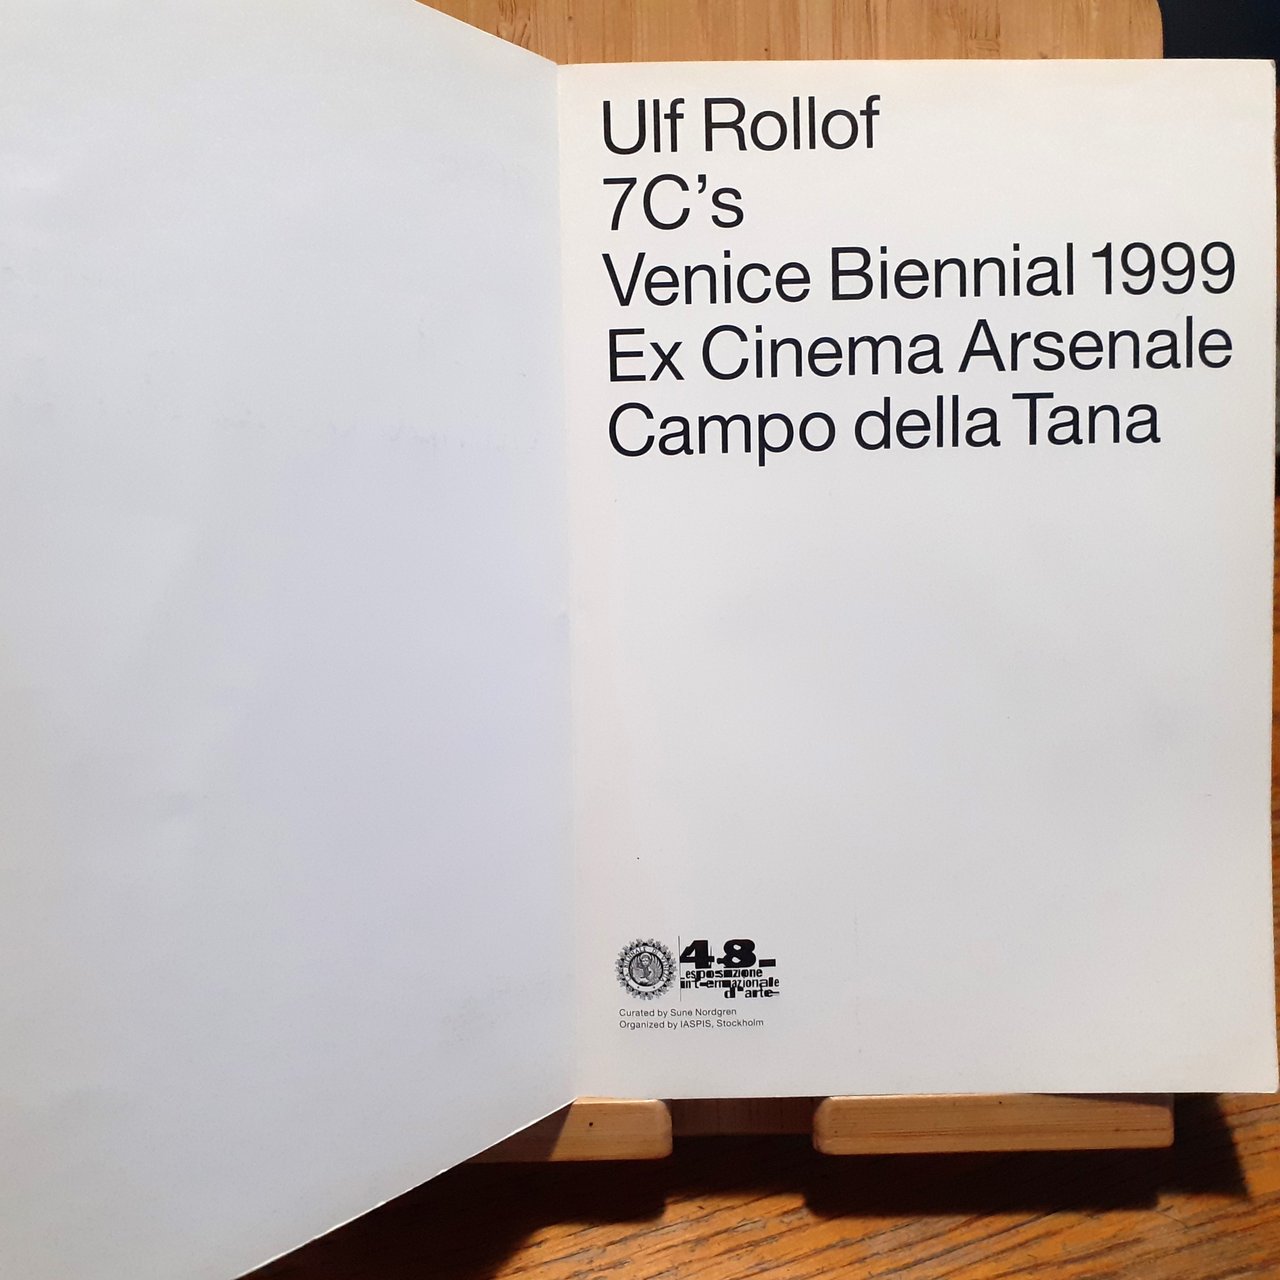 Ulf Rollof
7C’s
Venice Biennial 1999
Ex Cinema Arsenale
Campo della Tana
48
esposizione
internazionale
d'arte
Curated by Sune Nordgren
Organized by IASPIS, Stockholm